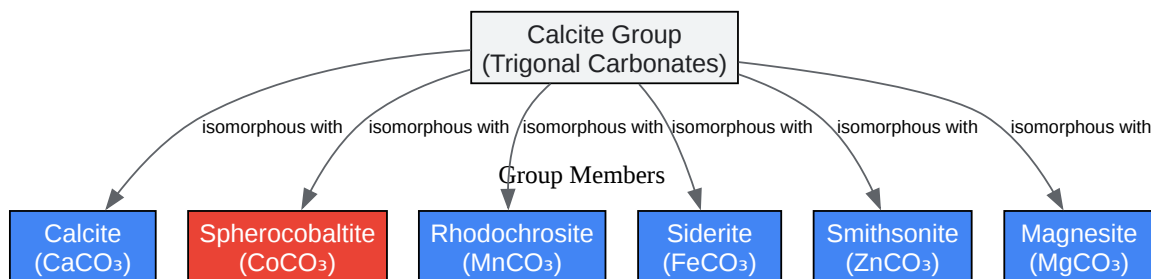 Calcite Group
(Trigonal Carbonates)
isomorphous with
isomorphous with
isomorphous with
isomorphous with
isomorphous with
isomorphous with
Group Members
Calcite
(CaCO₃)
Spherocobaltite
(CoCO₃)
Rhodochrosite
(MnCO₃)
Siderite
(FeCO₃)
Smithsonite
(ZnCO₃)
Magnesite
(MgCO₃)